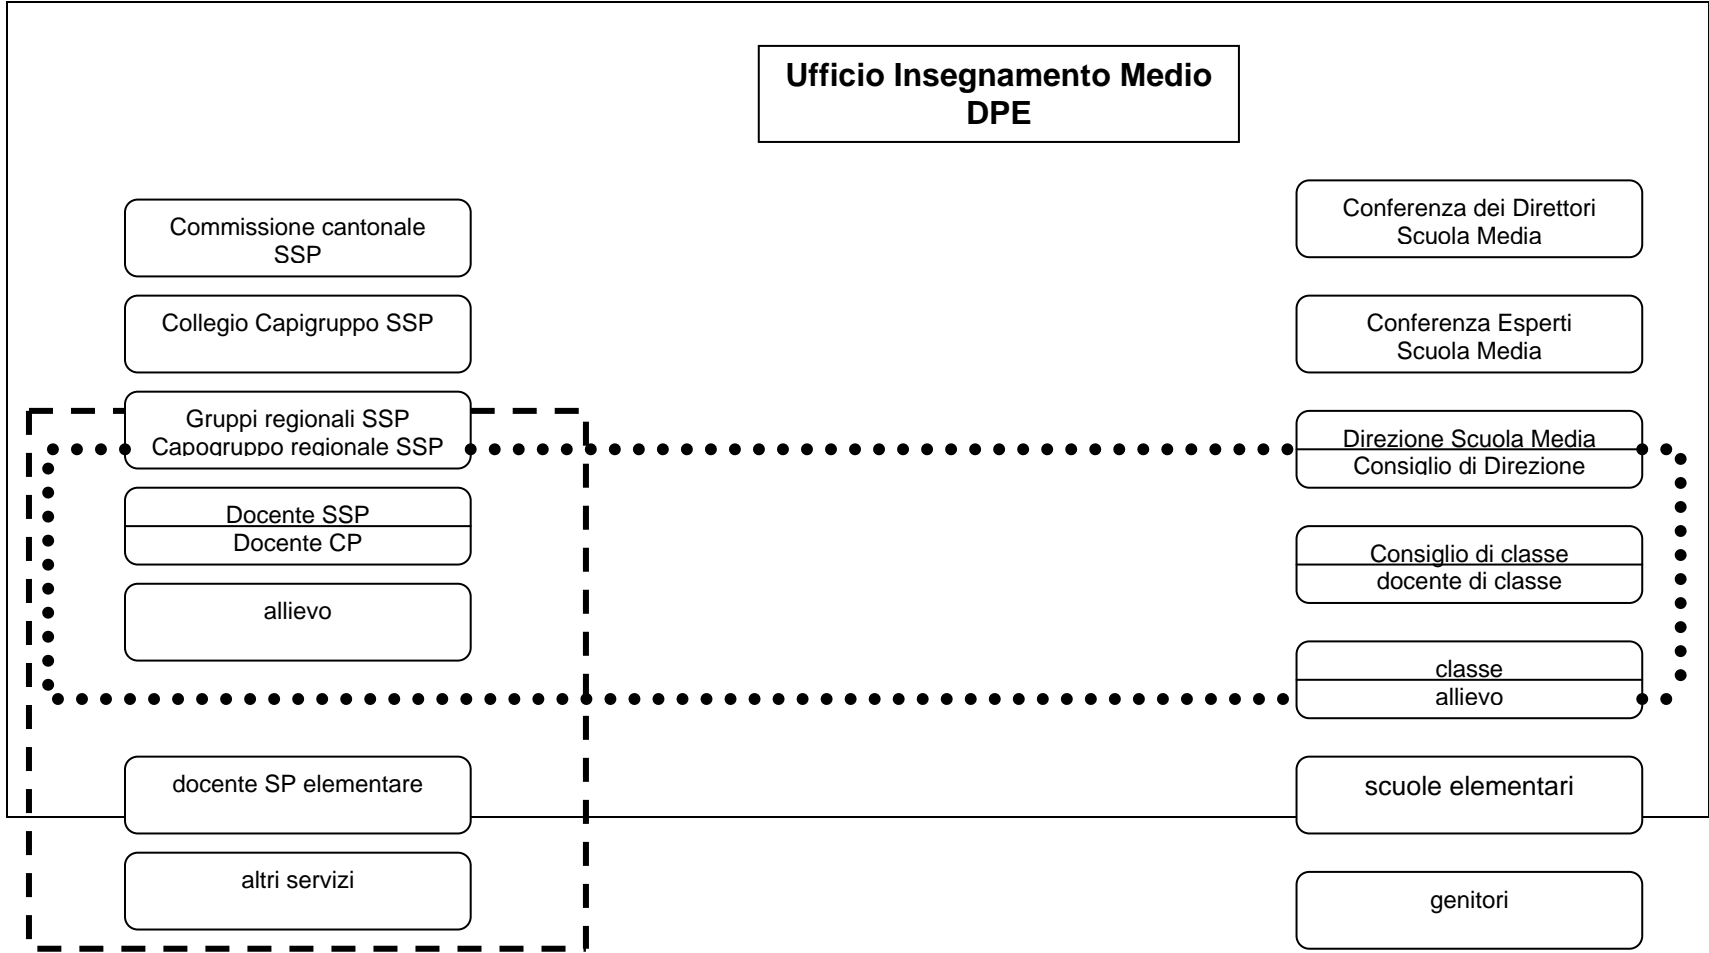 Ufficio Insegnamento Medio
DPE
Commissione cantonale
SSP
Collegio Capigruppo SSP
Gruppi regionali SSP
Capogruppo regionale SSP
Docente SSP
Docente CP
allievo
docente SP elementare
altri servizi
Conferenza dei Direttori
Scuola Media
Conferenza Esperti
Scuola Media
Direzione Scuola Media
Consiglio di Direzione
Consiglio di classe
docente di classe
classe
allievo
scuole elementari
genitori